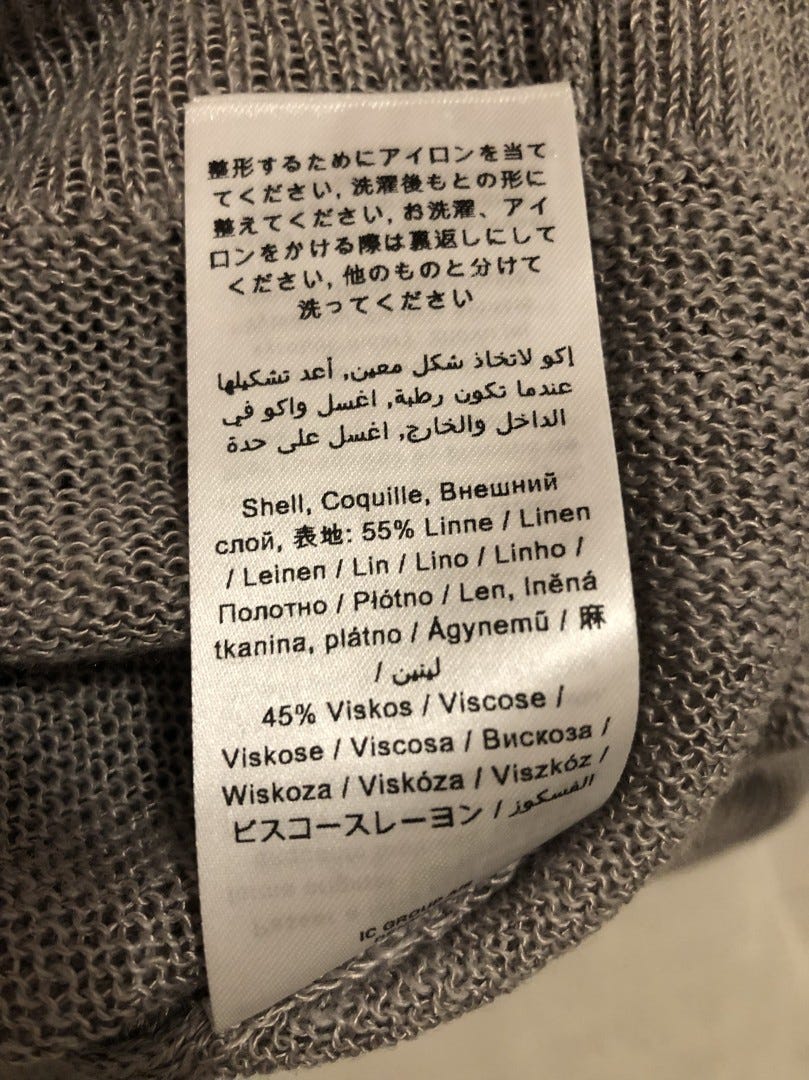 整形するためにアイロンを当て
てください, 洗濯後もとの形に
整えてください, お洗濯、アイ
ロンをかける際は裏返しにして
ください, 他のものと分けて
洗ってください
إكو لاتخاذ شكل معين, أعد تشكيلها
عندما تكون رطبة, اغسل واكو في
الداخل والخارج, اغسل على حدة
Shell, Coquille, Внешний
слой, 表地: 55% Linne / Linen
/ Leinen / Lin / Lino / Linho /
Полотно / Płótno / Len, lněná
tkanina, plátno / Ágynemű / 麻
/ لينين
45% Viskos / Viscose /
Viskose / Viscosa / Вискоза /
Wiskoza / Viskóza / Viszkóz /
ビスコースレーヨン / الفسكوز
IC GROUP